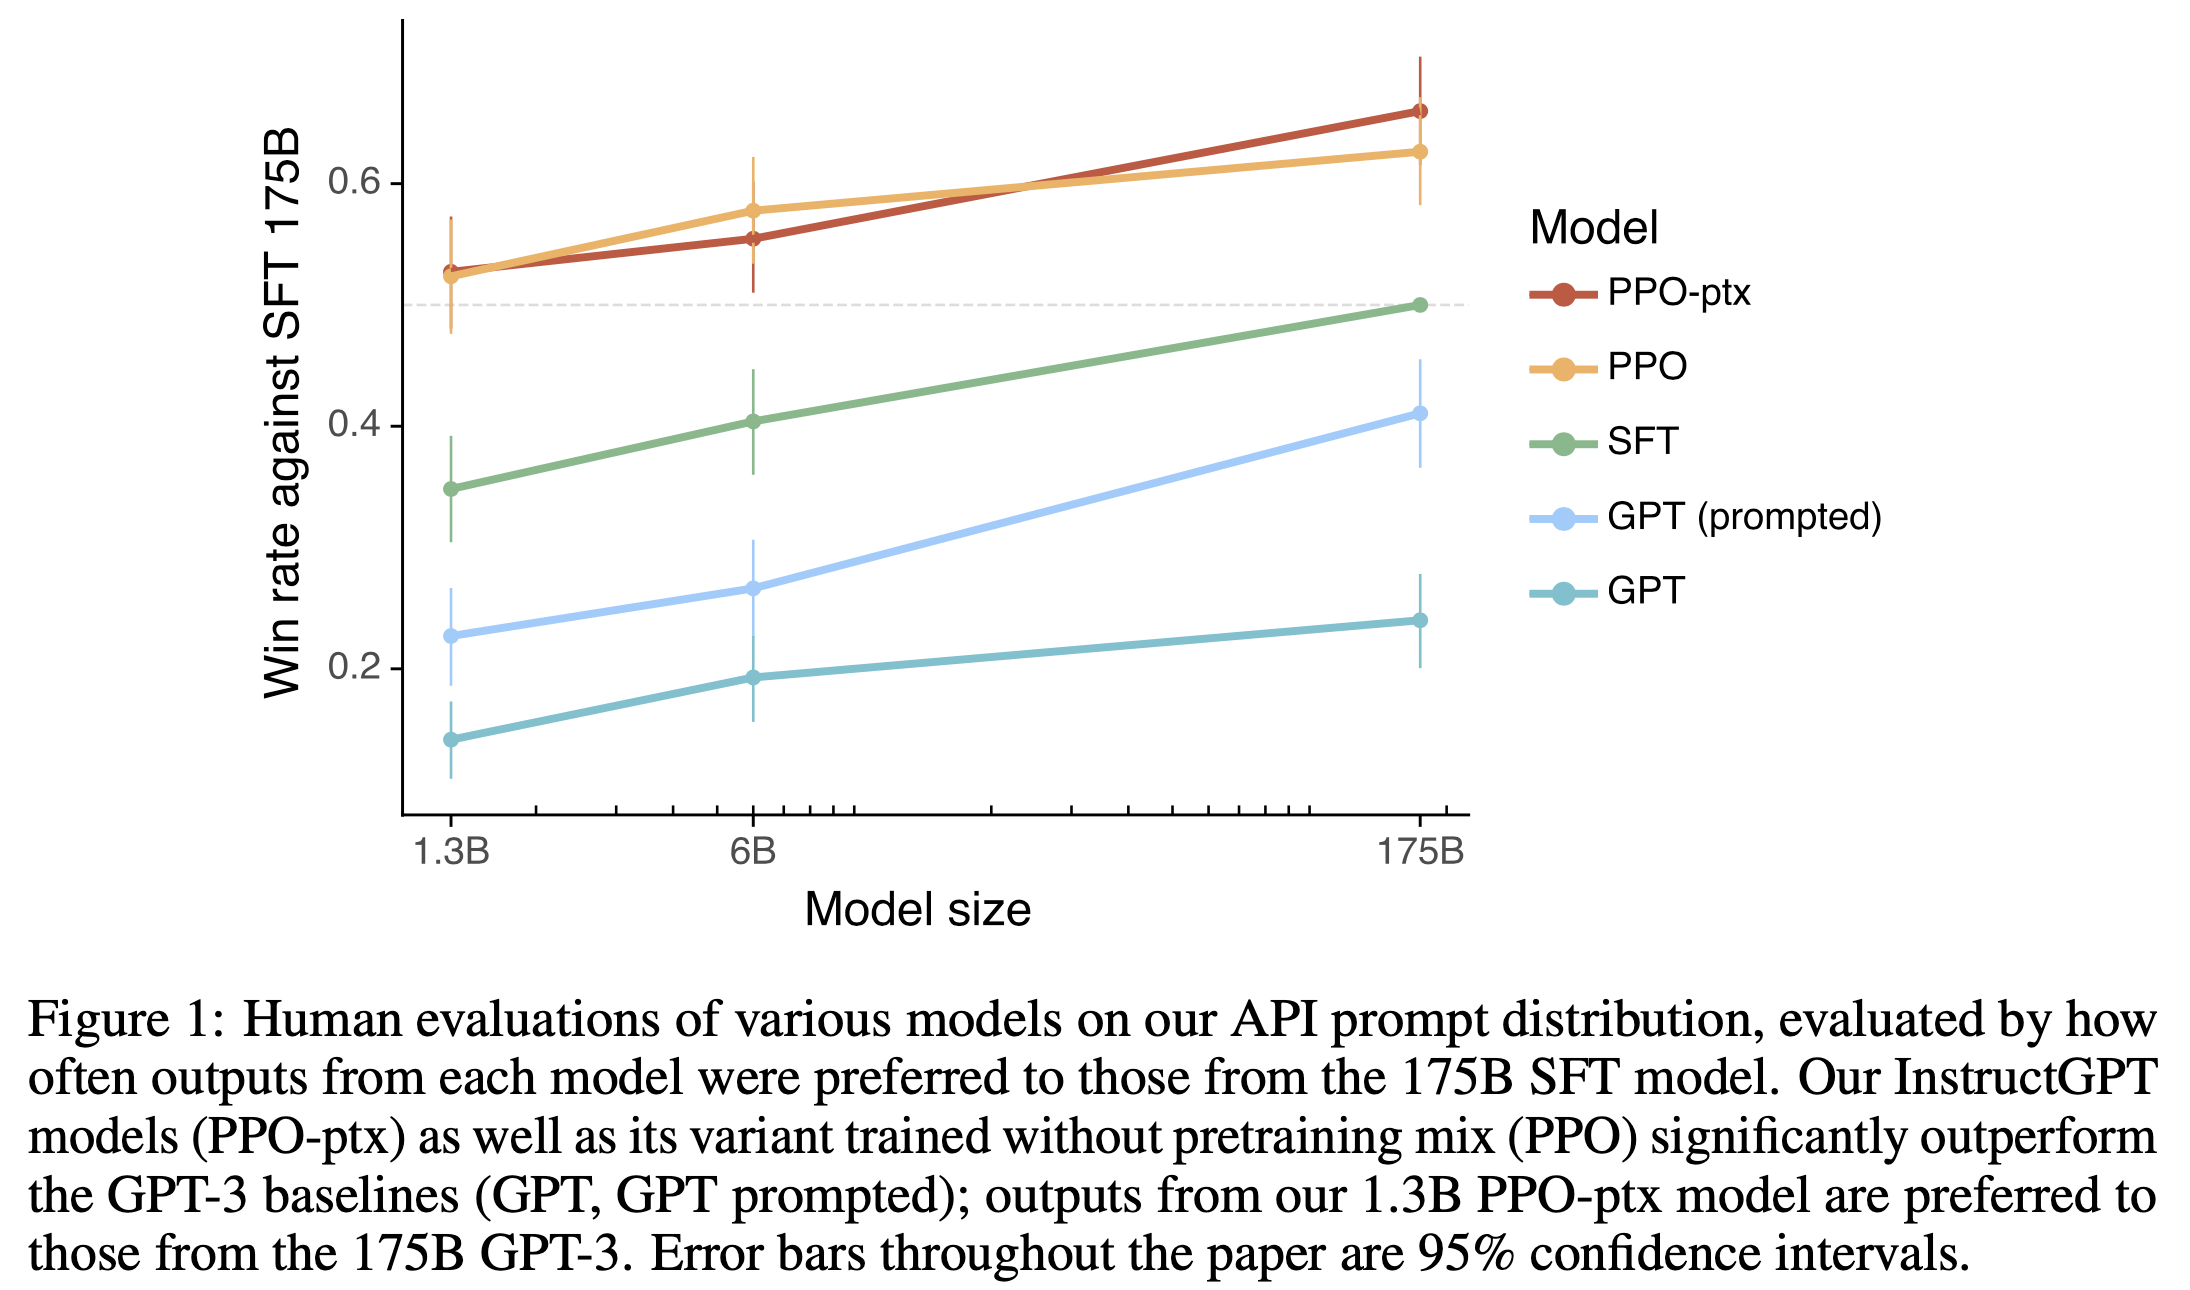 Win rate against SFT 175B
0.6
0.4
0.2
1.3B
6B
175B
Model size
Model
PPO-ptx
PPO
SFT
GPT (prompted)
GPT
Figure 1: Human evaluations of various models on our API prompt distribution, evaluated by how
often outputs from each model were preferred to those from the 175B SFT model. Our InstructGPT
models (PPO-ptx) as well as its variant trained without pretraining mix (PPO) significantly outperform
the GPT-3 baselines (GPT, GPT prompted); outputs from our 1.3B PPO-ptx model are preferred to
those from the 175B GPT-3. Error bars throughout the paper are 95% confidence intervals.